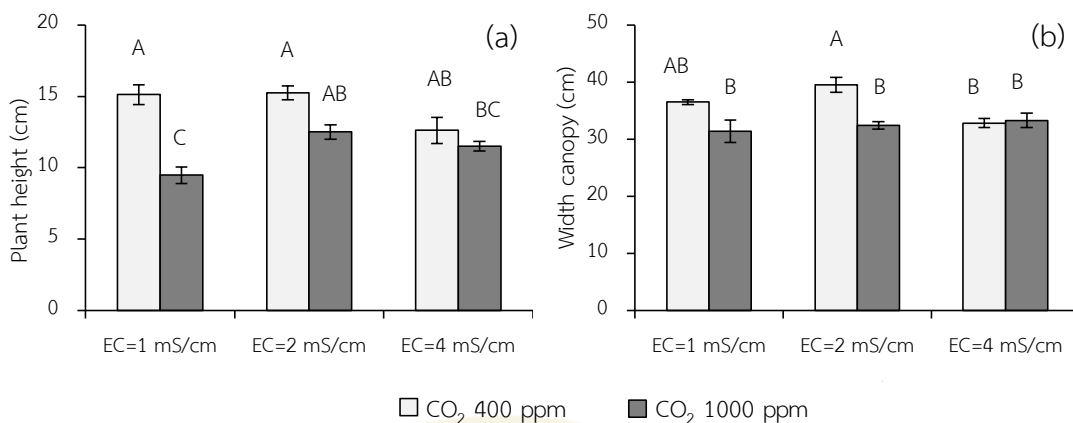 (a)
Plant height (cm)
20
15
10
5
0
A
C
A
AB
AB
BC
EC=1 mS/cm
EC=2 mS/cm
EC=4 mS/cm
(b)
Width canopy (cm)
50
40
30
20
10
0
AB
B
A
B
B
B
EC=1 mS/cm
EC=2 mS/cm
EC=4 mS/cm
CO₂ 400 ppm
CO₂ 1000 ppm